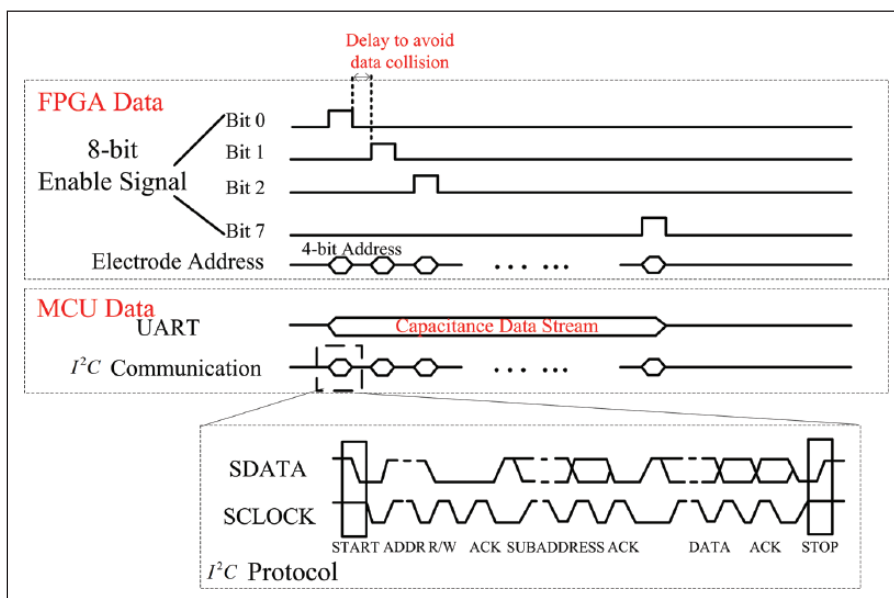 Delay to avoid
data collision
FPGA Data
8-bit
Enable Signal
Bit 0
Bit 1
Bit 2
Bit 7
4-bit Address
Electrode Address
... ...
MCU Data
UART
Capacitance Data Stream
I²C Communication
... ...
SDATA
SCLOCK
START ADDR R/W ACK SUBADDRESS ACK DATA ACK STOP
I²C Protocol